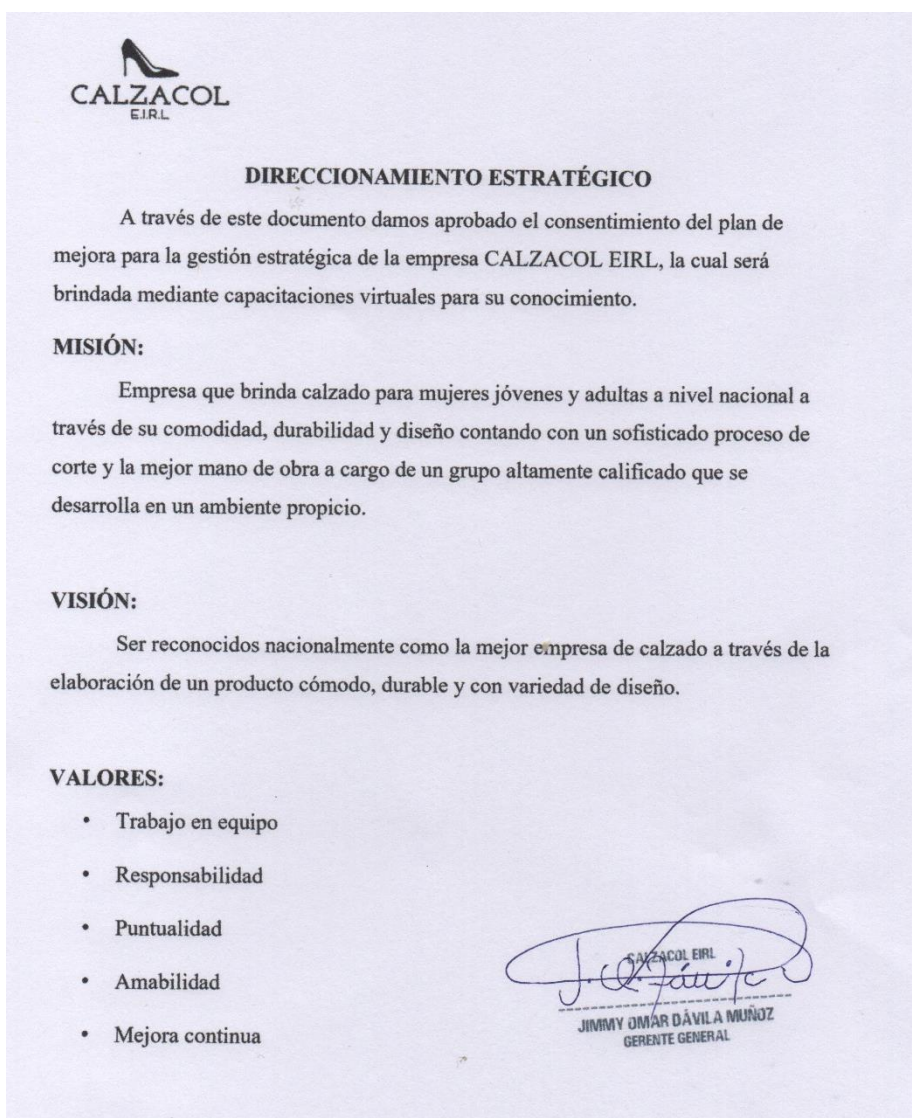 CALZACOL
E.I.R.L
DIRECCIONAMIENTO ESTRATÉGICO
A través de este documento damos aprobado el consentimiento del plan de
mejora para la gestión estratégica de la empresa CALZACOL EIRL, la cual será
brindada mediante capacitaciones virtuales para su conocimiento.
MISIÓN:
Empresa que brinda calzado para mujeres jóvenes y adultas a nivel nacional a
través de su comodidad, durabilidad y diseño contando con un sofisticado proceso de
corte y la mejor mano de obra a cargo de un grupo altamente calificado que se
desarrolla en un ambiente propicio.
VISIÓN:
Ser reconocidos nacionalmente como la mejor empresa de calzado a través de la
elaboración de un producto cómodo, durable y con variedad de diseño.
VALORES:
• Trabajo en equipo
• Responsabilidad
• Puntualidad
• Amabilidad
• Mejora continua
CALZACOL EIRL
JIMMY OMAR DÁVILA MUÑOZ
GERENTE GENERAL